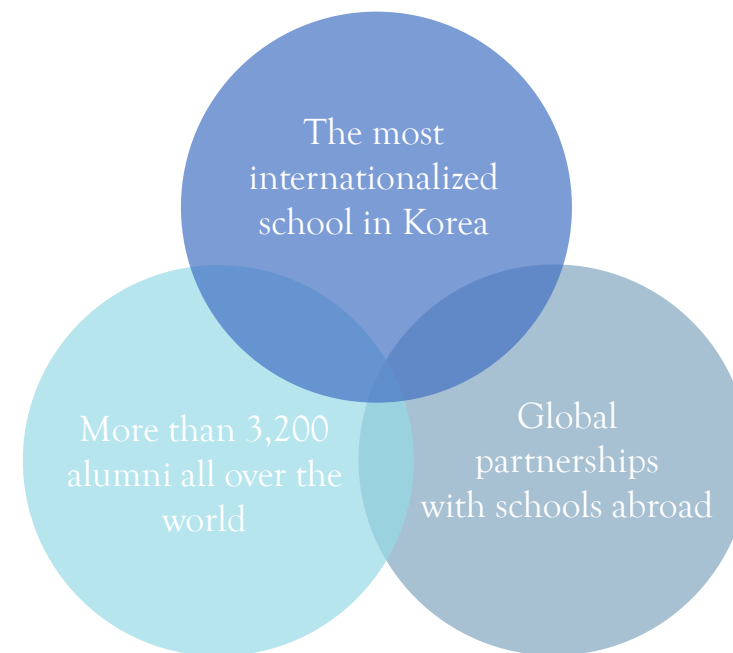 The most
internationalized
school in Korea
More than 3,200
alumni all over the
world
Global
partnerships
with schools abroad